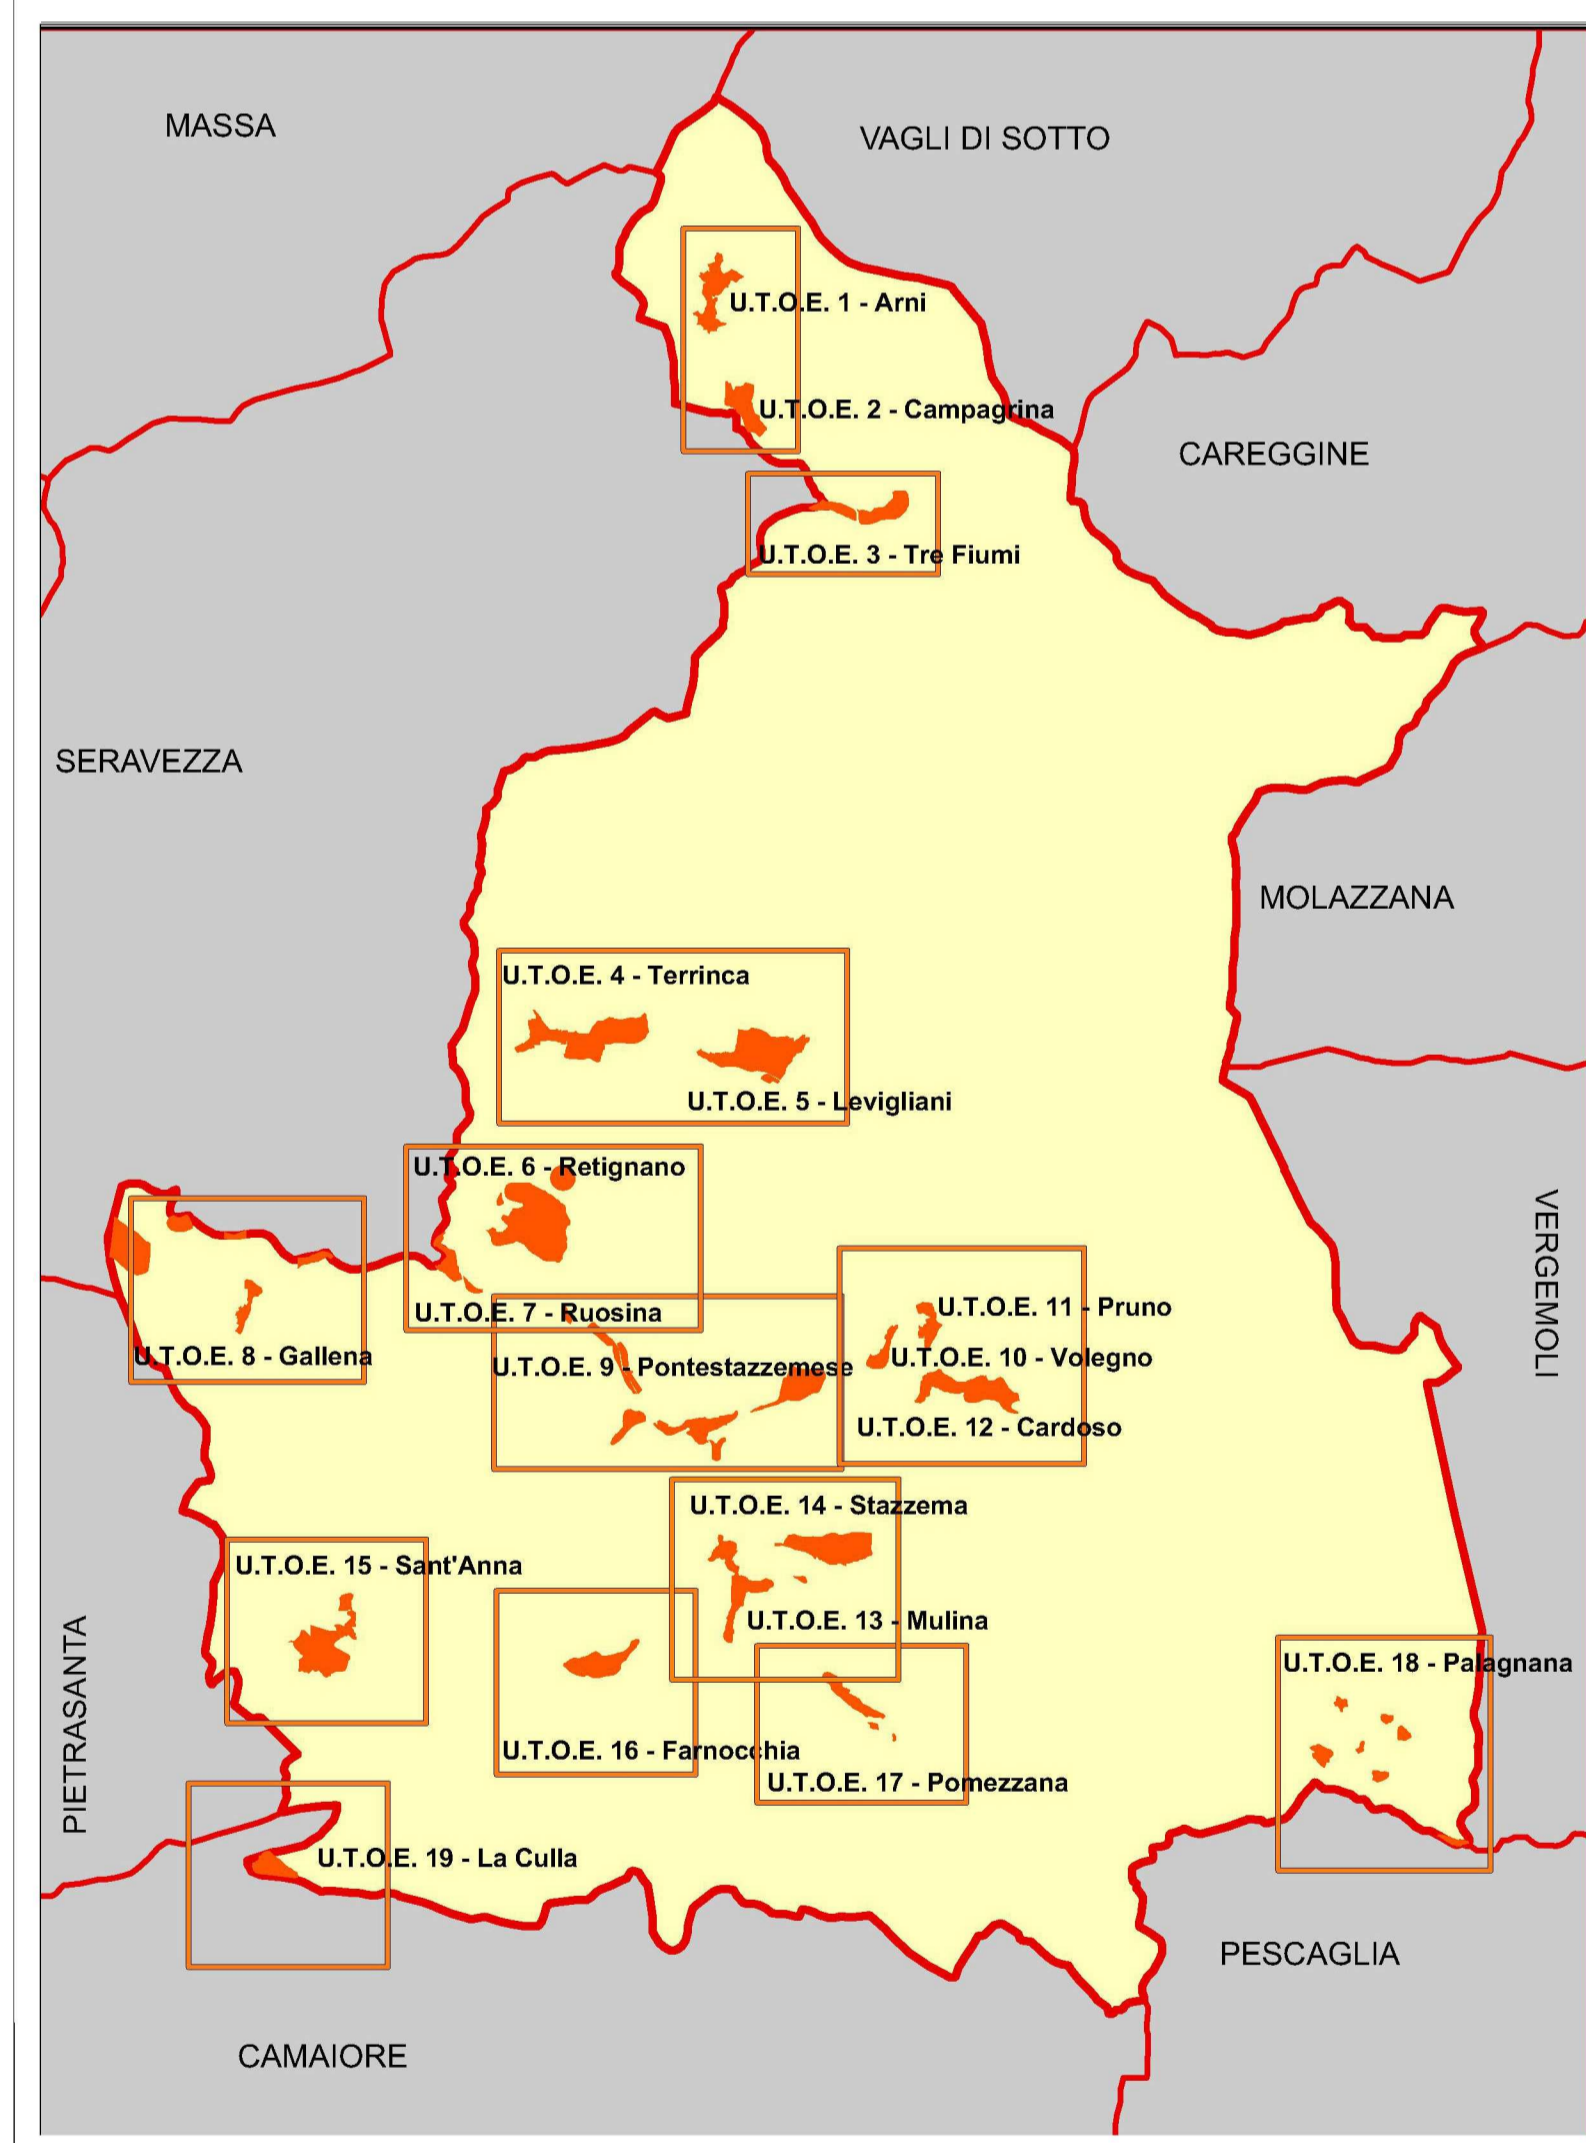 MASSA
VAGLI DI SOTTO
U.T.O.E. 1 - Arni
U.T.O.E. 2 - Campagrina
CAREGGINE
U.T.O.E. 3 - Tre Fiumi
SERAVEZZA
MOLAZZANA
U.T.O.E. 4 - Terrinca
U.T.O.E. 5 - Levigliani
U.T.O.E. 6 - Retignano
VERGEMOLI
U.T.O.E. 7 - Ruosina
U.T.O.E. 11 - Pruno
U.T.O.E. 8 - Gallena
U.T.O.E. 9 - Pontestazzemese
U.T.O.E. 10 - Volegno
U.T.O.E. 12 - Cardoso
U.T.O.E. 14 - Stazzema
U.T.O.E. 15 - Sant'Anna
U.T.O.E. 13 - Mulina
PIETRASANTA
U.T.O.E. 18 - Palagnana
U.T.O.E. 16 - Farnocchia
U.T.O.E. 17 - Pomezzana
U.T.O.E. 19 - La Culla
PESCAGLIA
CAMAIORE